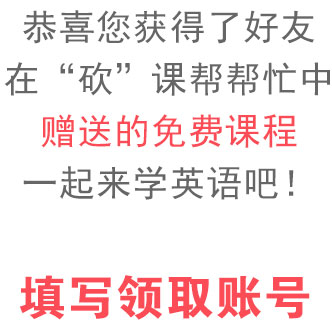 恭喜您获得了好友
在“砍”课帮帮忙中
赠送的免费课程
一起来学英语吧！
填写领取账号